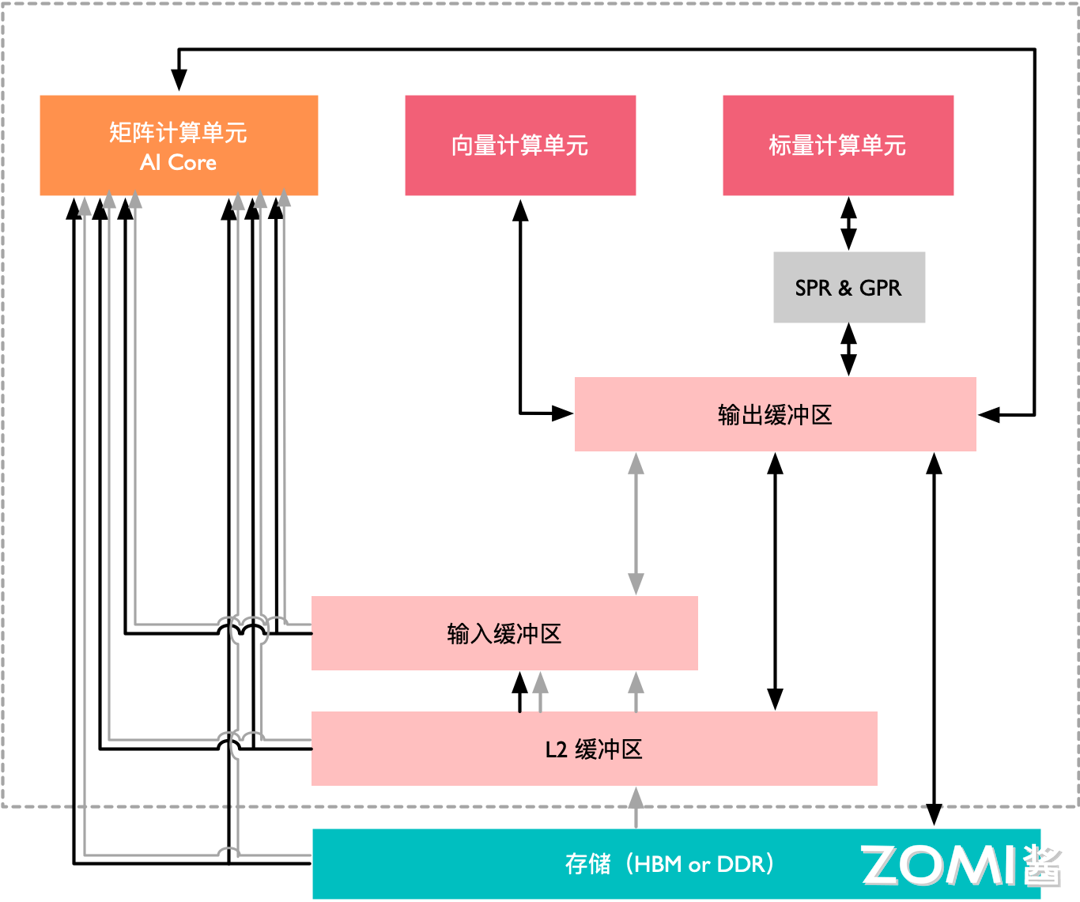 矩阵计算单元
AI Core
向量计算单元
标量计算单元
SPR & GPR
输出缓冲区
输入缓冲区
L2 缓冲区
存储（HBM or DDR）
ZOMI酱